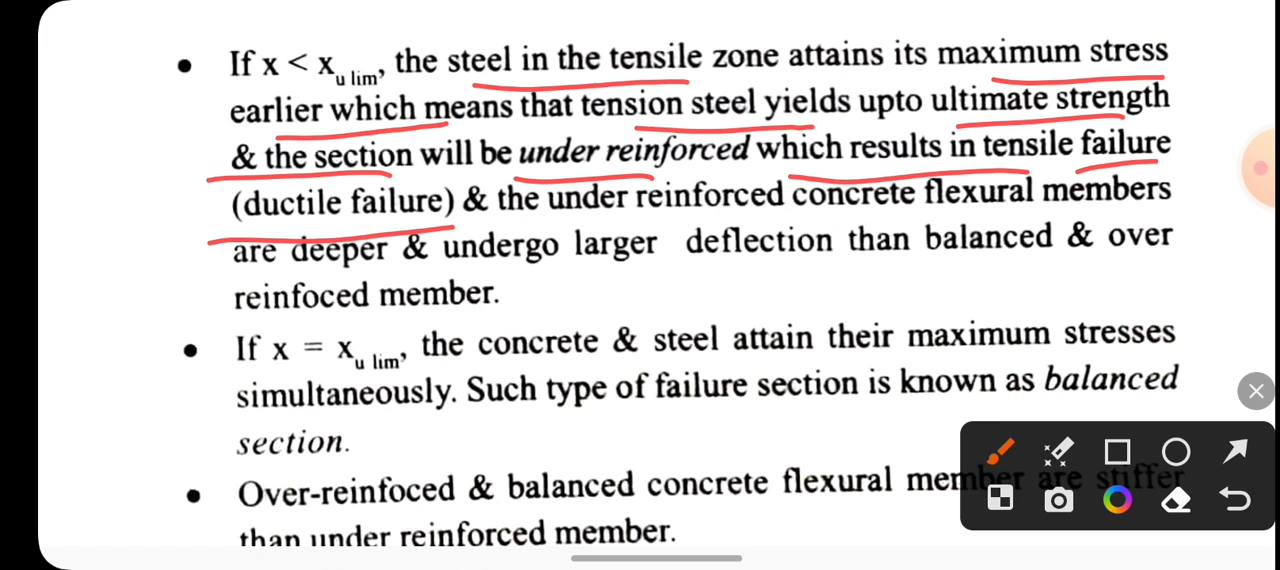 • If x < x u lim, the steel in the tensile zone attains its maximum stress
earlier which means that tension steel yields upto ultimate strength
& the section will be under reinforced which results in tensile failure
(ductile failure) & the under reinforced concrete flexural members
are deeper & undergo larger deflection than balanced & over
reinfoced member.
• If x = x u lim, the concrete & steel attain their maximum stresses
simultaneously. Such type of failure section is known as balanced
section.
• Over-reinfoced & balanced concrete flexural member are stiffer
than under reinforced member.